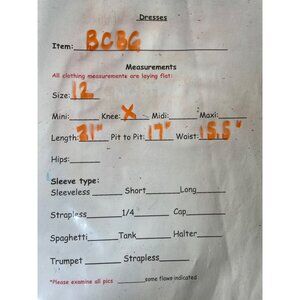 Dresses
Item: BCBG
Measurements
All clothing measurements are laying flat:
Size: 12
Mini: Knee: X Midi: Maxi:
Length: 31" Pit to Pit: 17" Waist: 15.5"
Hips:
Sleeve type:
Sleeveless Short Long
Strapless 1/4 Cap
Spaghetti Tank Halter
Trumpet Strapless
*Please examine all pics some flaws indicated